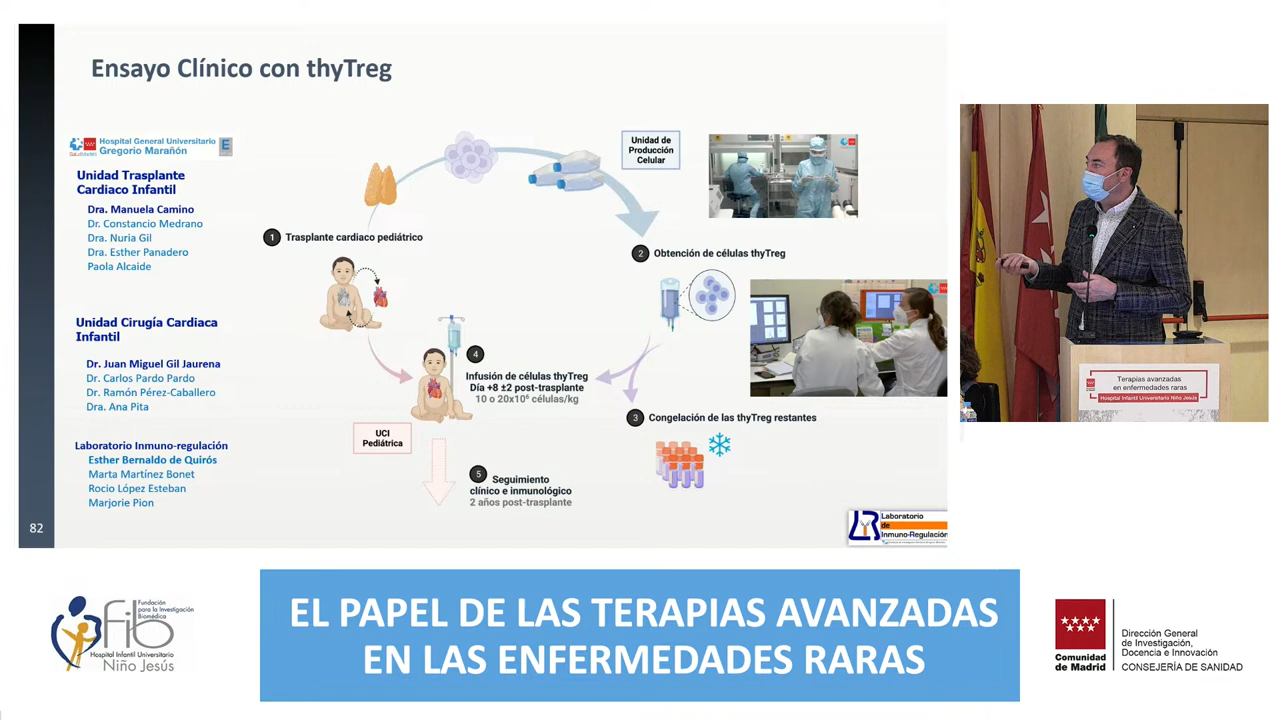 Ensayo Clínico con thyTreg
SaludMadrid
Hospital General Universitario
Gregorio Marañón
E
Unidad Trasplante
Cardiaco Infantil
Dra. Manuela Camino
Dr. Constancio Medrano
Dra. Nuria Gil
Dra. Esther Panadero
Paola Alcaide
Unidad Cirugía Cardiaca
Infantil
Dr. Juan Miguel Gil Jaurena
Dr. Carlos Pardo Pardo
Dr. Ramón Pérez-Caballero
Dra. Ana Pita
Laboratorio Inmuno-regulación
Esther Bernaldo de Quirós
Marta Martínez Bonet
Rocio López Esteban
Marjorie Pion
82
Unidad de
Producción
Celular
1 Trasplante cardiaco pediátrico
2 Obtención de células thyTreg
4
Infusión de células thyTreg
Día +8 ±2 post-trasplante
10 o 20x10⁶ células/kg
3 Congelación de las thyTreg restantes
UCI
Pediátrica
5 Seguimiento
clínico e inmunológico
2 años post-trasplante
LIR
Laboratorio
de
Inmuno-Regulación
Terapias avanzadas
en enfermedades raras
Hospital Infantil Universitario Niño Jesús
fib
Fundación
para la Investigación
Biomédica
Hospital Infantil Universitario
Niño Jesús
EL PAPEL DE LAS TERAPIAS AVANZADAS
EN LAS ENFERMEDADES RARAS
Comunidad
de Madrid
Dirección General
de Investigación,
Docencia e Innovación
CONSEJERÍA DE SANIDAD